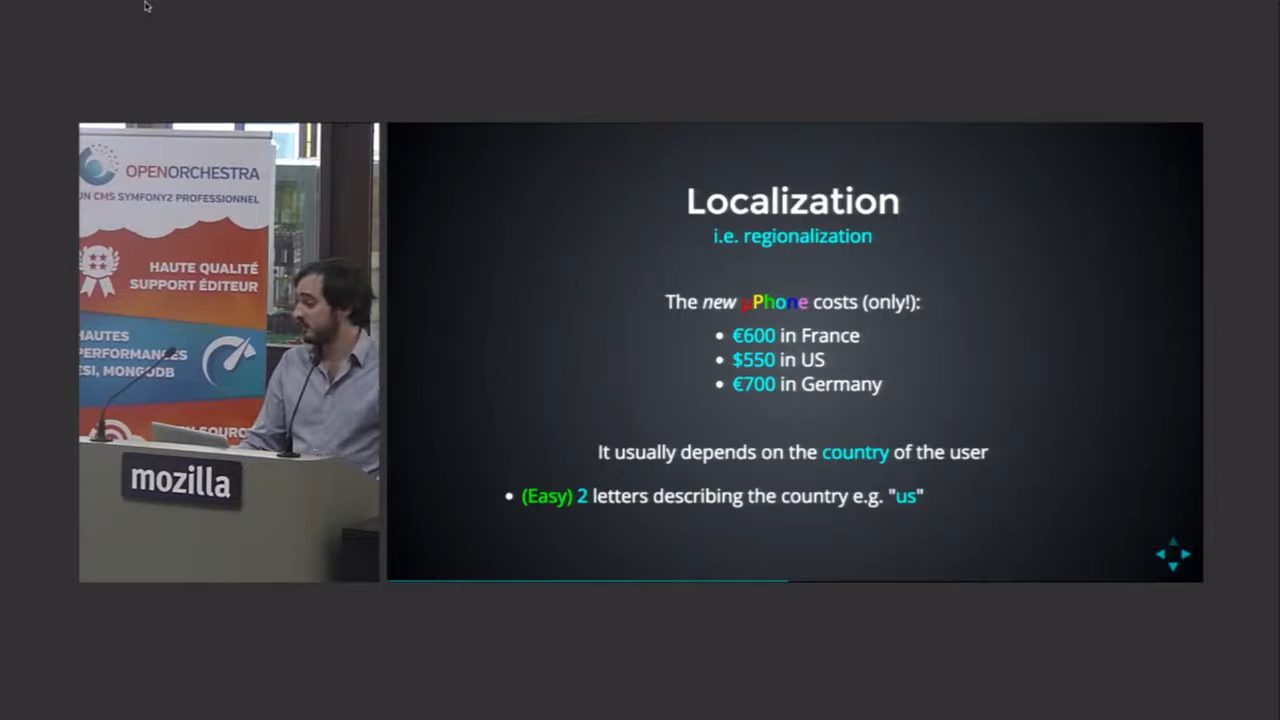 OPENORCHESTRA
UN CMS SYMFONY2 PROFESSIONNEL
HAUTE QUALITÉ
SUPPORT ÉDITEUR
HAUTES
PERFORMANCES
ESI, MONGODB
SOURC
mozilla
Localization
i.e. regionalization
The new µPhone costs (only!):
• €600 in France
• $550 in US
• €700 in Germany
It usually depends on the country of the user
• (Easy) 2 letters describing the country e.g. "us"